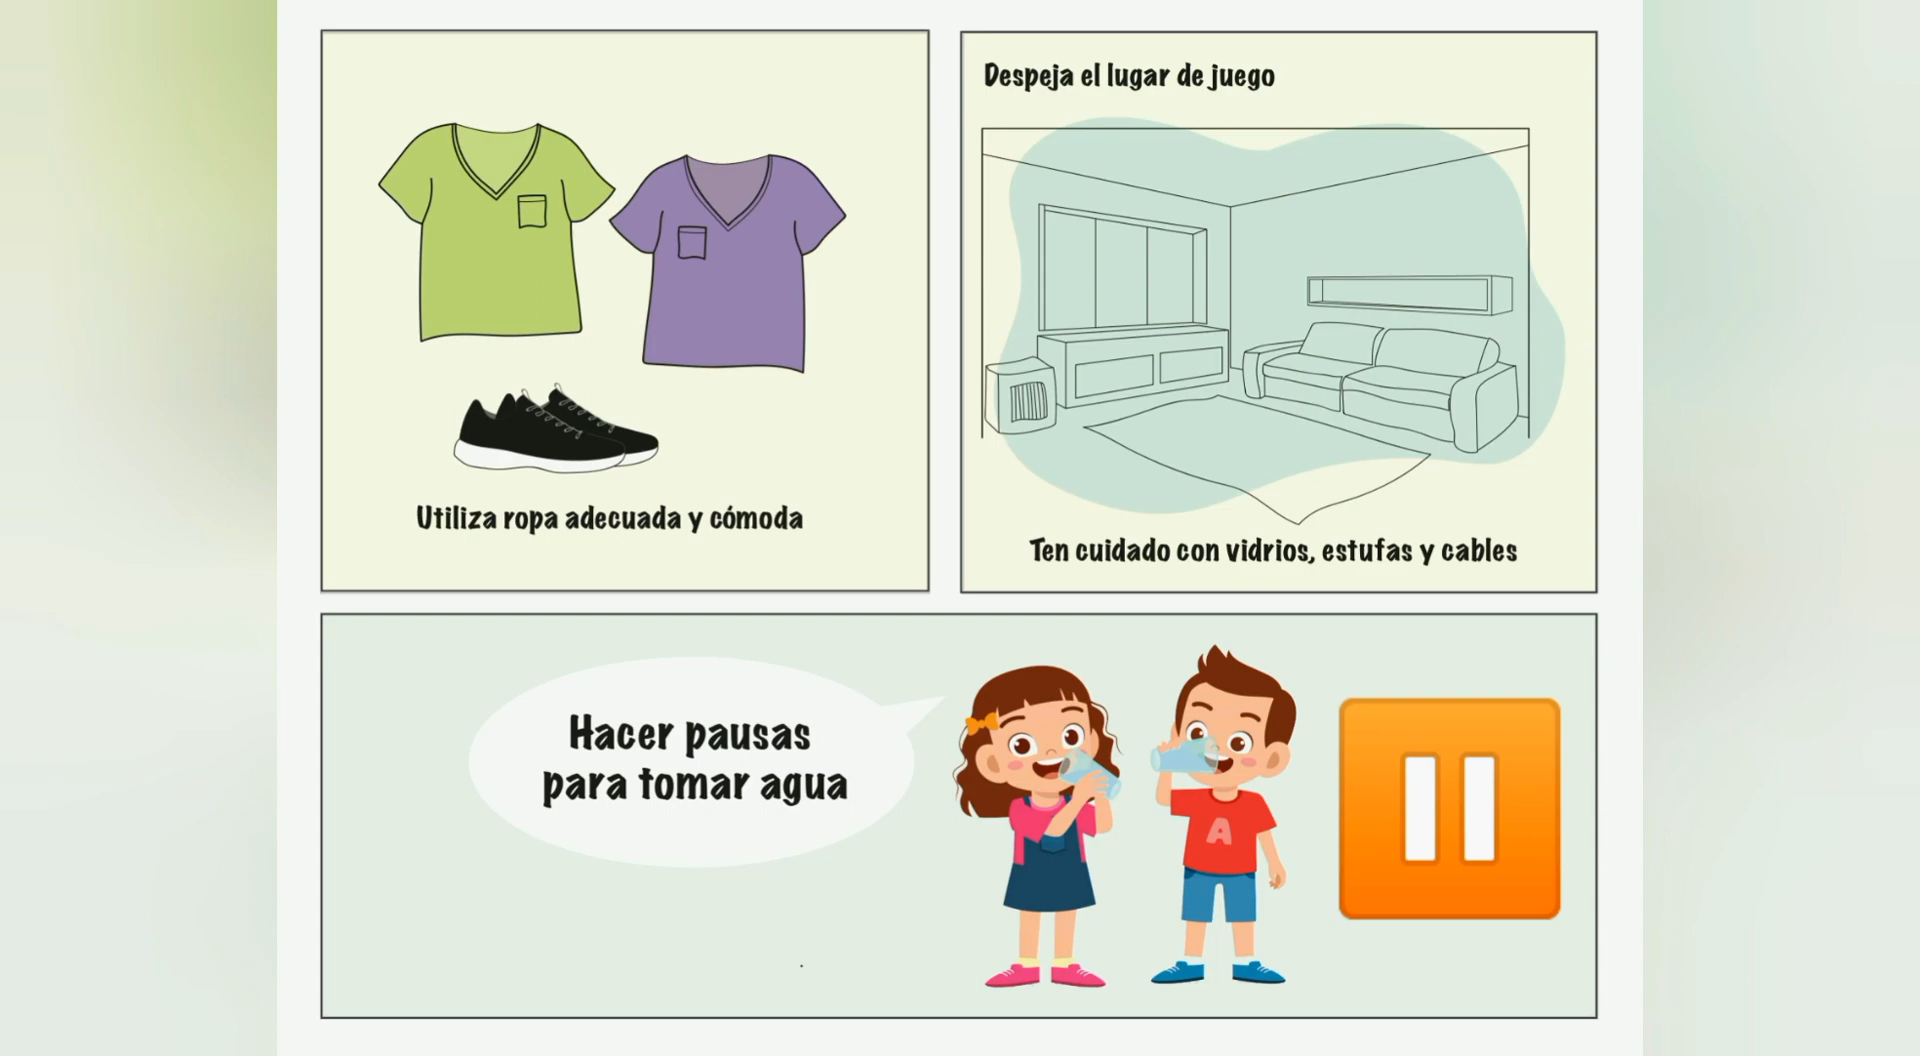 Utiliza ropa adecuada y cómoda
Despeja el lugar de juego
Ten cuidado con vidrios, estufas y cables
Hacer pausas
para tomar agua
A